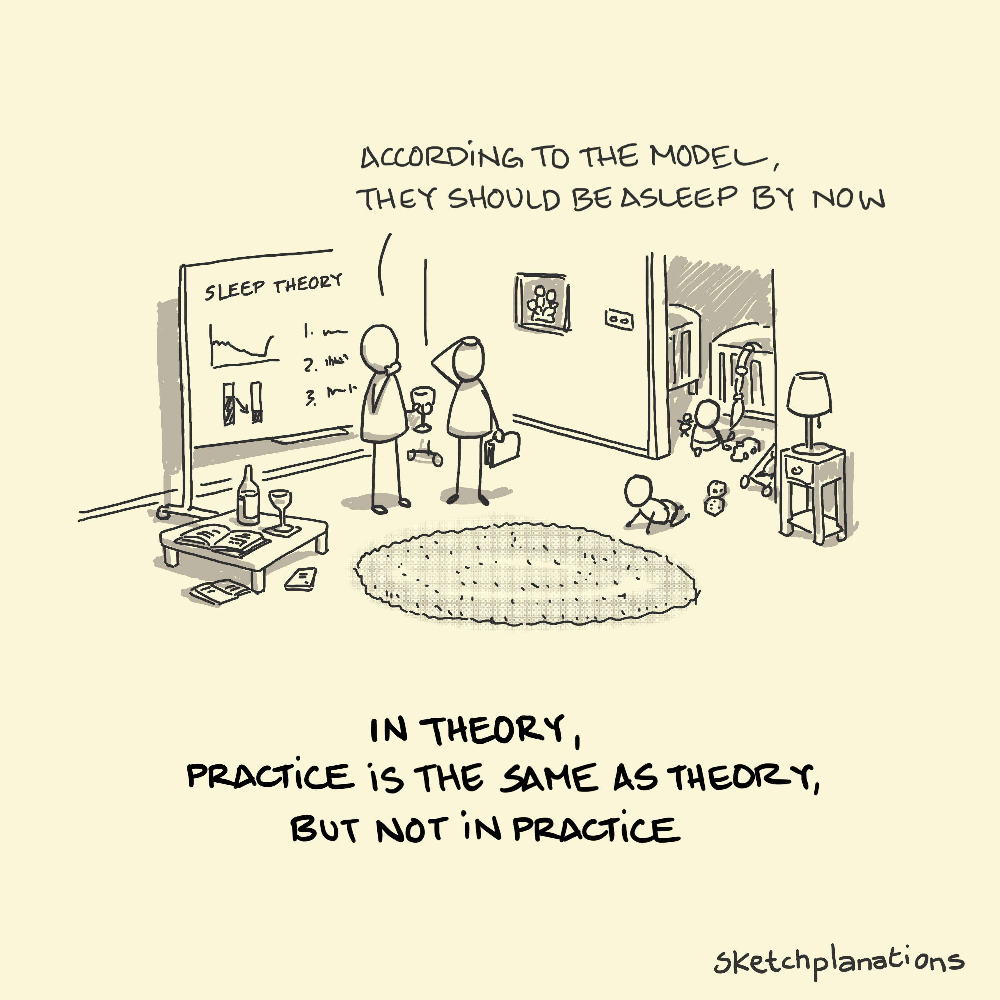 ACCORDING TO THE MODEL,
THEY SHOULD BE ASLEEP BY NOW
SLEEP THEORY
1.
2.
3.
IN THEORY,
PRACTICE IS THE SAME AS THEORY,
BUT NOT IN PRACTICE
sketchplanations